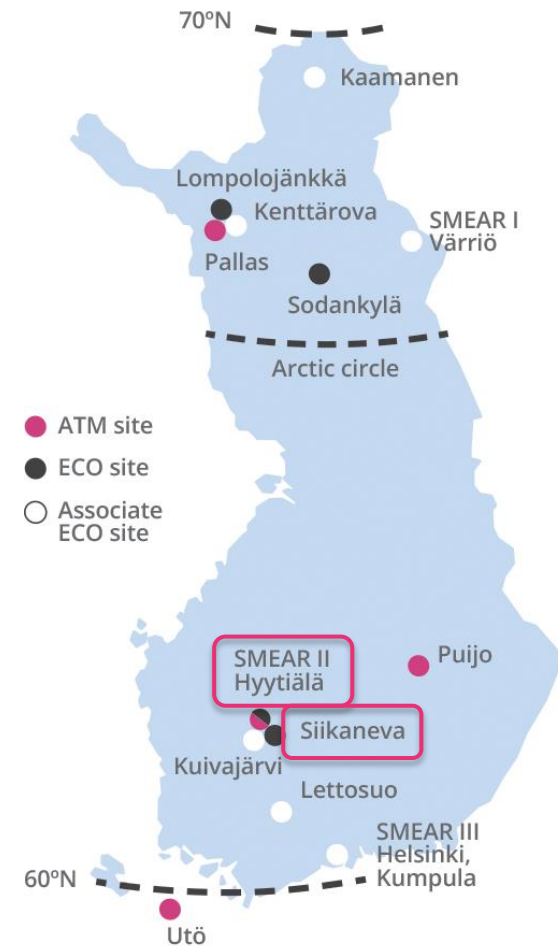 70ºN
Kaamanen
Lompolojänkkä
Kenttärova
SMEAR I
Värriö
Pallas
Sodankylä
Arctic circle
ATM site
ECO site
Associate
ECO site
SMEAR II
Hyytiälä
Puijo
Siikaneva
Kuivajärvi
Lettosuo
SMEAR III
Helsinki,
Kumpula
60ºN
Utö